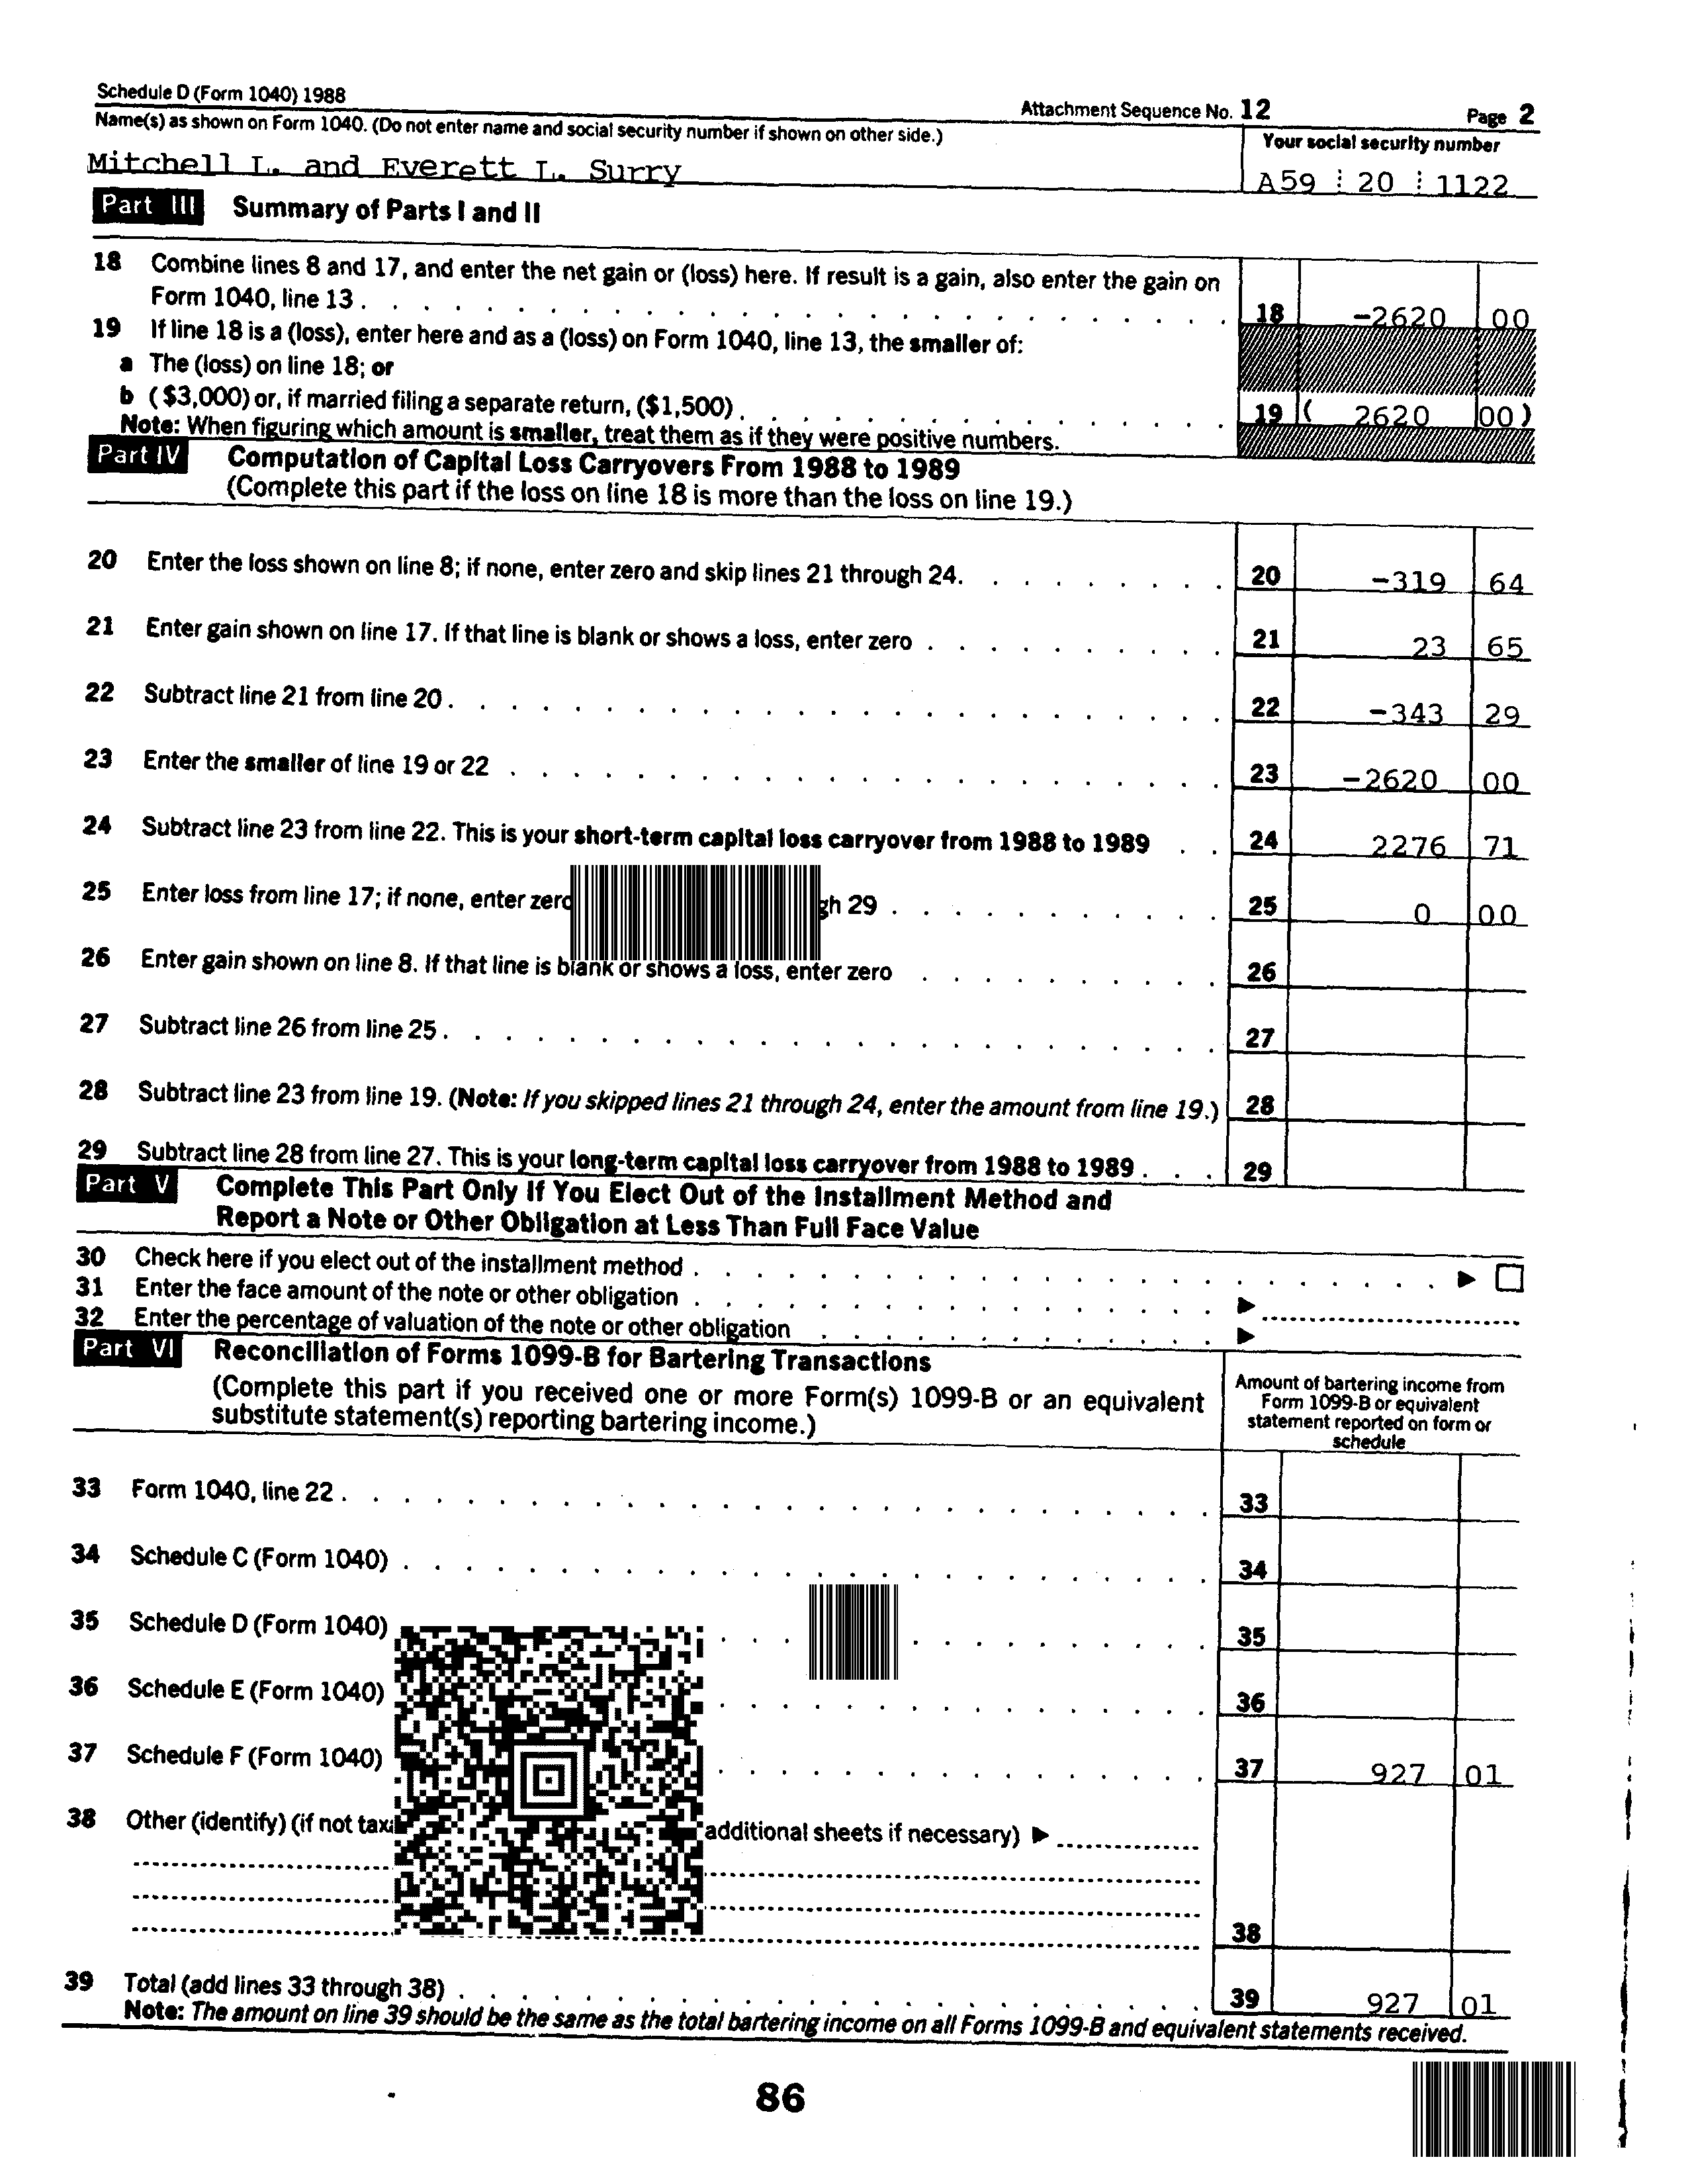 Schedule D (Form 1040) 1988
Attachment Sequence No. 12
Page 2
Name(s) as shown on Form 1040. (Do not enter name and social security number if shown on other side.)
Your social security number
Mitchell L. and Everett L. Surry
A59 20 1122
Part III Summary of Parts I and II
18 Combine lines 8 and 17, and enter the net gain or (loss) here. If result is a gain, also enter the gain on
Form 1040, line 13 . 18 -2620 00
19 If line 18 is a (loss), enter here and as a (loss) on Form 1040, line 13, the smaller of:
a The (loss) on line 18; or
b ($3,000) or, if married filing a separate return, ($1,500) . 19 ( 2620 00)
Note: When figuring which amount is smaller, treat them as if they were positive numbers.
Part IV Computation of Capital Loss Carryovers From 1988 to 1989
(Complete this part if the loss on line 18 is more than the loss on line 19.)
20 Enter the loss shown on line 8; if none, enter zero and skip lines 21 through 24. 20 -319 64
21 Enter gain shown on line 17. If that line is blank or shows a loss, enter zero . 21 23 65
22 Subtract line 21 from line 20 . 22 -343 29
23 Enter the smaller of line 19 or 22 . 23 -2620 00
24 Subtract line 23 from line 22. This is your short-term capital loss carryover from 1988 to 1989 . 24 2276 71
25 Enter loss from line 17; if none, enter zero gh 29 . 25 0 00
26 Enter gain shown on line 8. If that line is blank or shows a loss, enter zero . 26
27 Subtract line 26 from line 25 . 27
28 Subtract line 23 from line 19. (Note: If you skipped lines 21 through 24, enter the amount from line 19.) 28
29 Subtract line 28 from line 27. This is your long-term capital loss carryover from 1988 to 1989 . 29
Part V Complete This Part Only If You Elect Out of the Installment Method and
Report a Note or Other Obligation at Less Than Full Face Value
30 Check here if you elect out of the installment method .
31 Enter the face amount of the note or other obligation .
32 Enter the percentage of valuation of the note or other obligation .
Part VI Reconciliation of Forms 1099-B for Bartering Transactions
(Complete this part if you received one or more Form(s) 1099-B or an equivalent
substitute statement(s) reporting bartering income.)
Amount of bartering income from
Form 1099-B or equivalent
statement reported on form or
schedule
33 Form 1040, line 22 . 33
34 Schedule C (Form 1040) . 34
35 Schedule D (Form 1040) 35
36 Schedule E (Form 1040) 36
37 Schedule F (Form 1040) 37 927 01
38 Other (identify) (if not taxa additional sheets if necessary)
38
39 Total (add lines 33 through 38) . 39 927 01
Note: The amount on line 39 should be the same as the total bartering income on all Forms 1099-B and equivalent statements received.
86